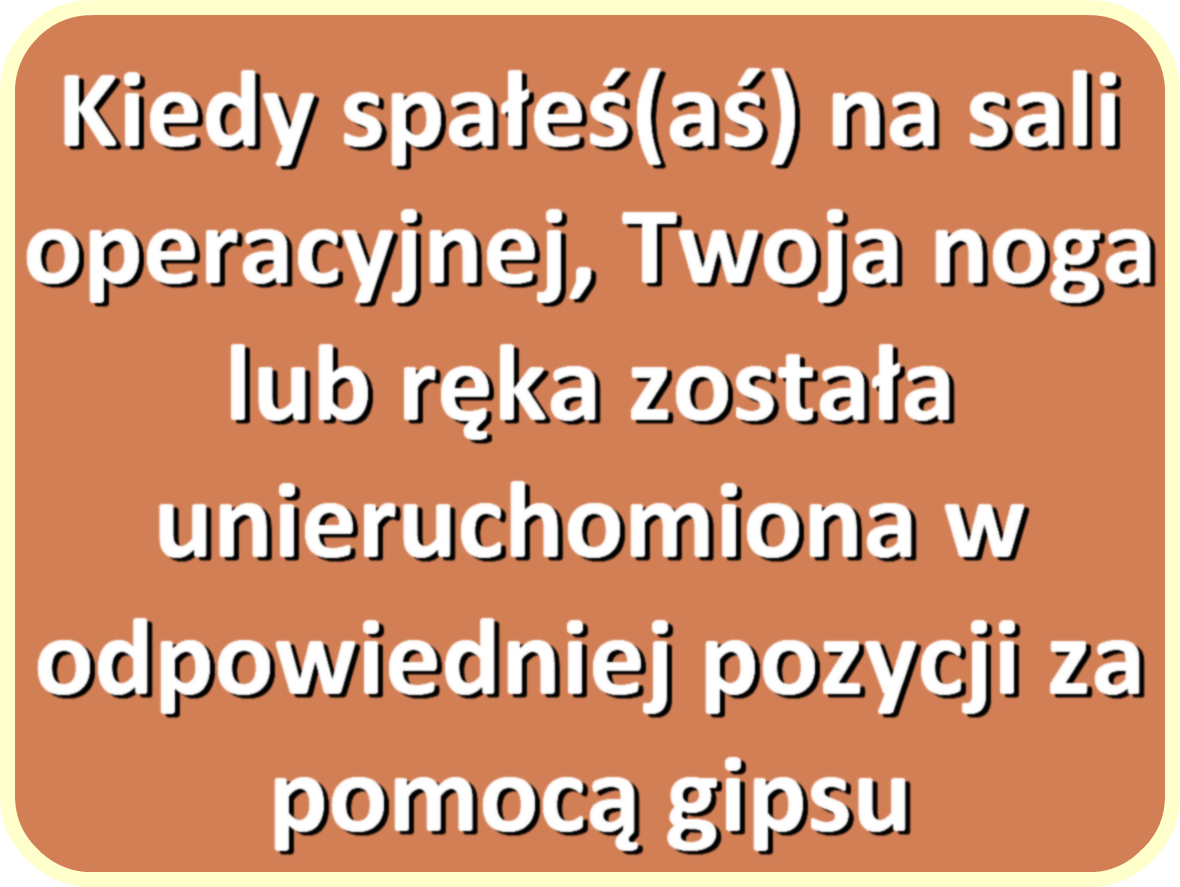 Kiedy spałeś(aś) na sali
operacyjnej, Twoja noga
lub ręka została
unieruchomiona w
odpowiedniej pozycji za
pomocą gipsu